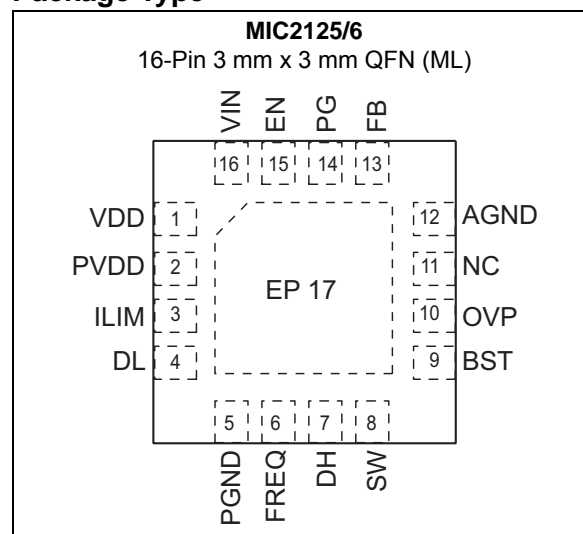 Package Type
MIC2125/6
16-Pin 3 mm x 3 mm QFN (ML)
VIN EN PG FB
16 15 14 13
VDD 1 12 AGND
PVDD 2 11 NC
EP 17
ILIM 3 10 OVP
DL 4 9 BST
5 6 7 8
PGND FREQ DH SW